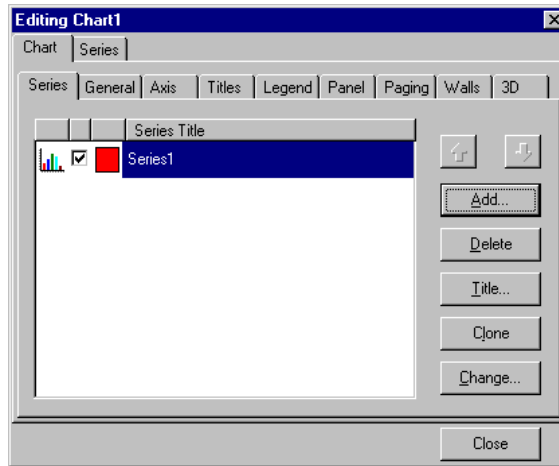 Editing Chart1
Chart Series
Series General Axis Titles Legend Panel Paging Walls 3D
Series Title
Series1
Add...
Delete
Title...
Clone
Change...
Close